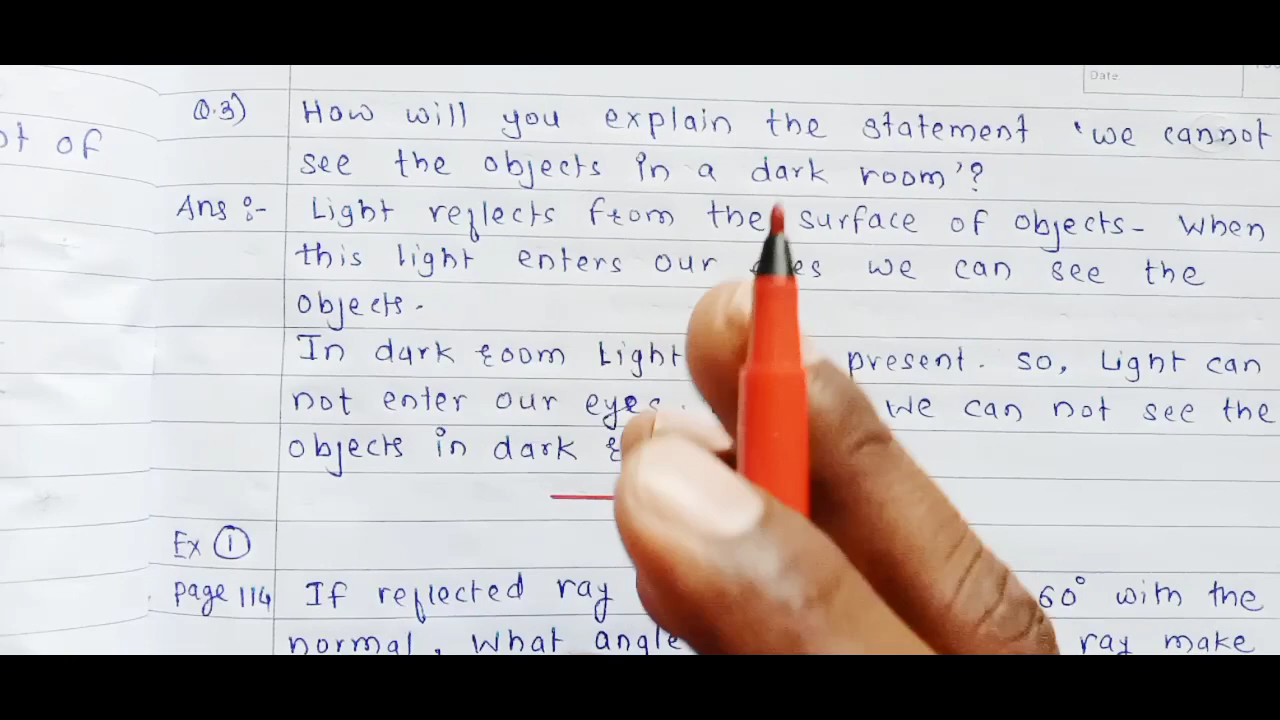 Date
ot of
Q.3) How will you explain the statement 'we cannot
see the objects in a dark room'?
Ans :- Light reflects from the surface of objects. When
this light enters our eyes we can see the
objects.
In dark room Light present. so, Light can
not enter our eyes. we can not see the
objects in dark
Ex 1
page 114 If reflected ray 60° with the
normal, What angle ray make